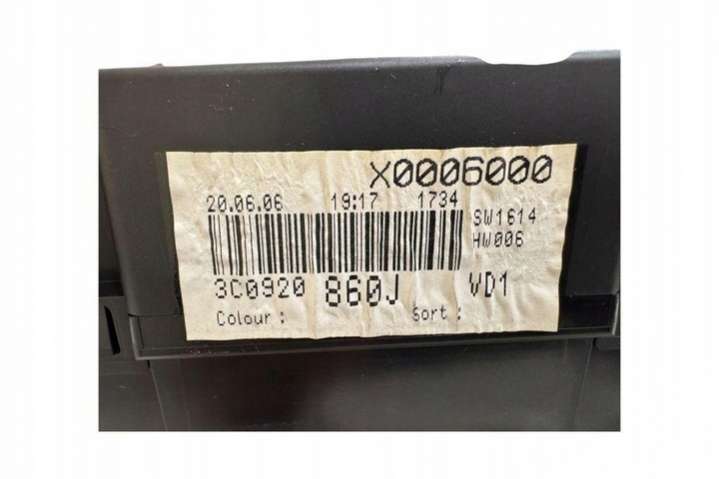 X0006000
20.06.06 19:17 1734
SW1614
HW006
3C0920 860J VD1
Colour : Sort :